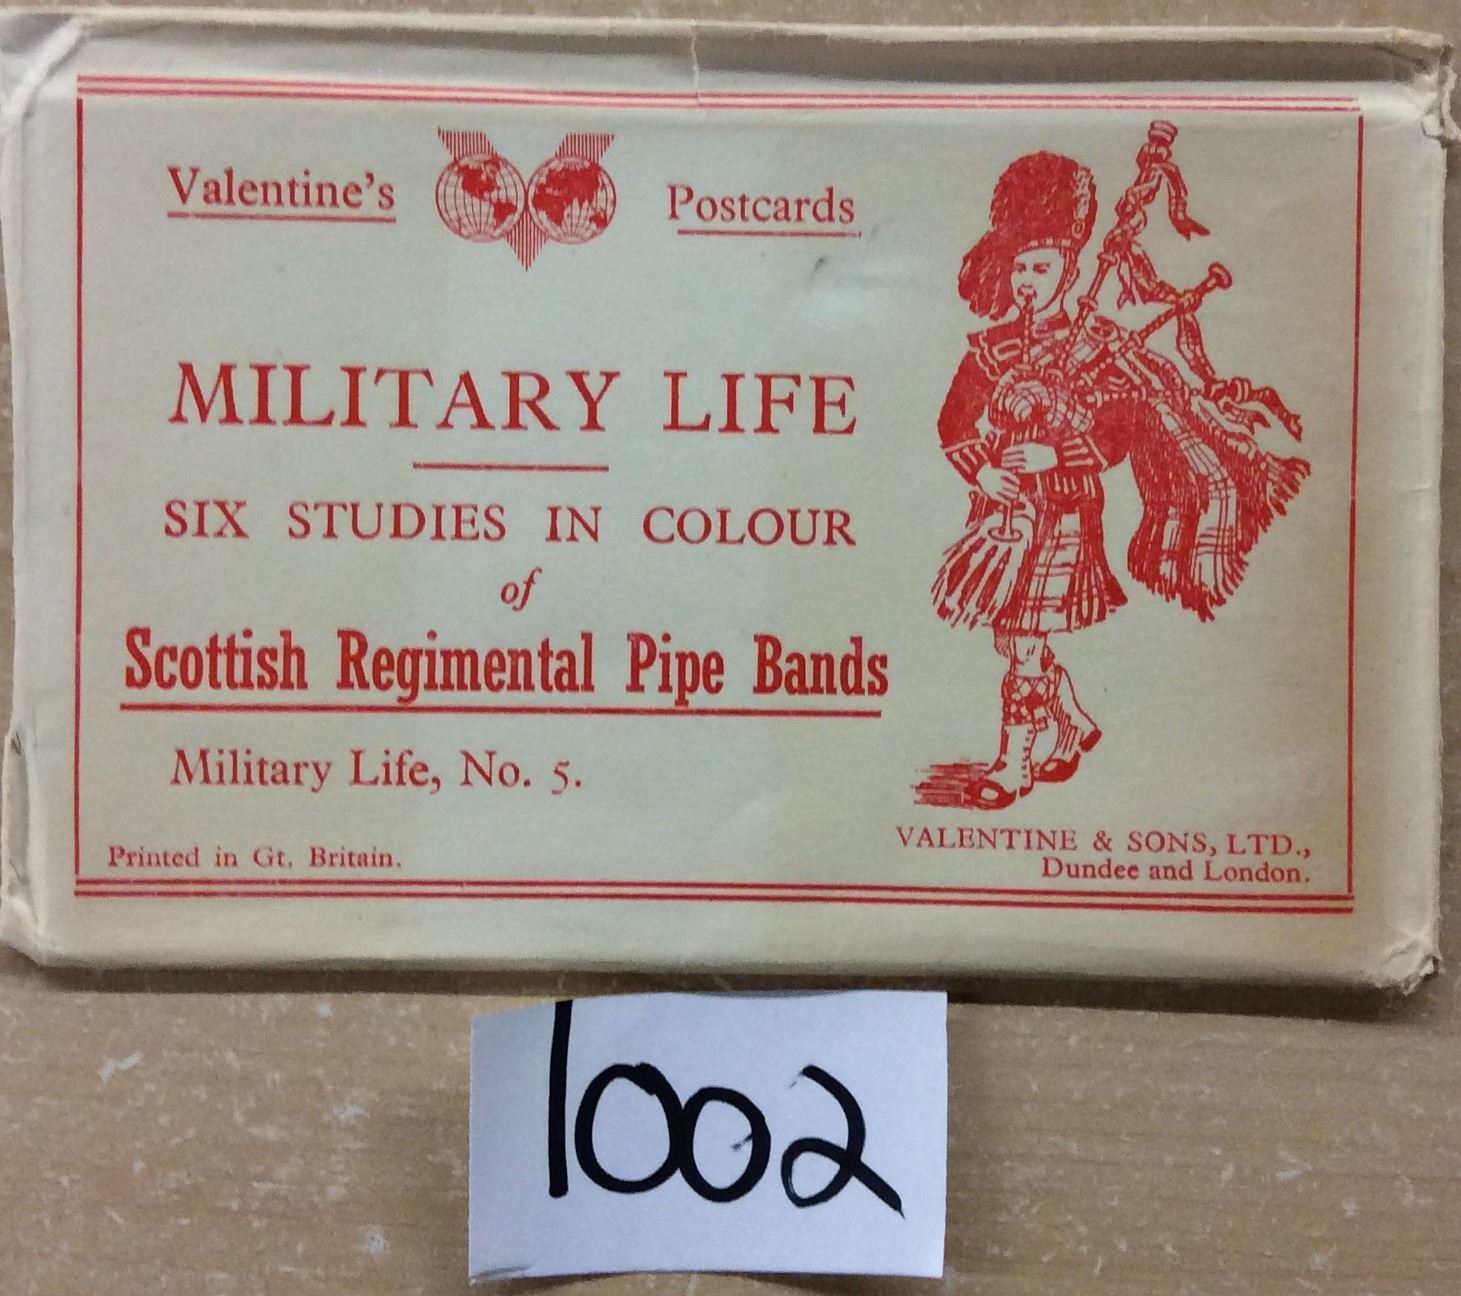 Valentine's Postcards
MILITARY LIFE
SIX STUDIES IN COLOUR
of
Scottish Regimental Pipe Bands
Military Life, No. 5.
Printed in Gt. Britain.
VALENTINE & SONS, LTD.,
Dundee and London.
1002